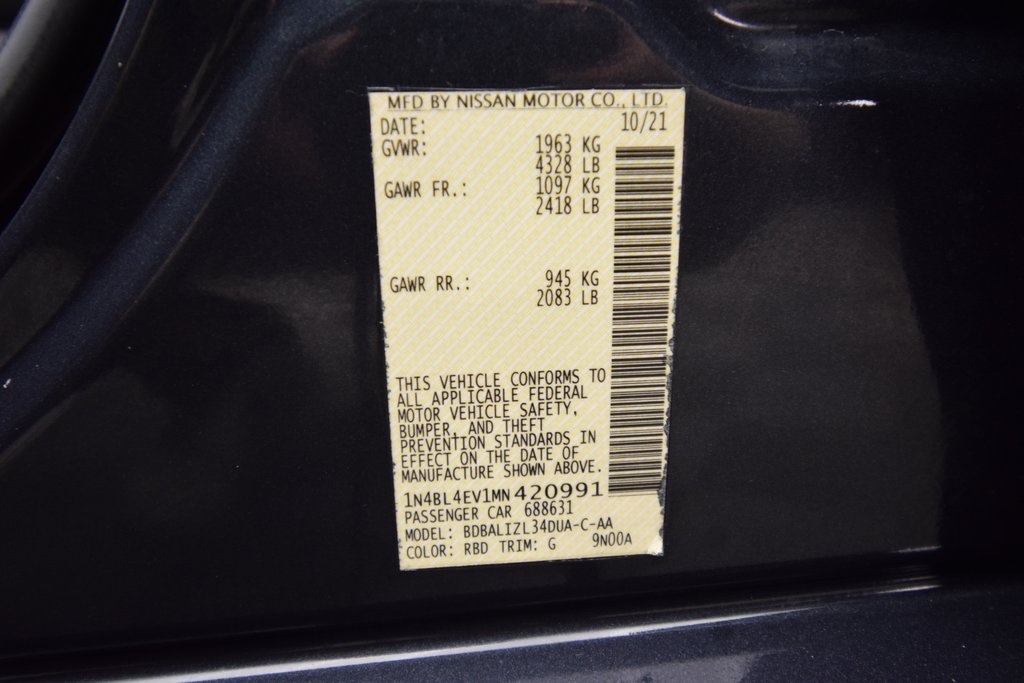 MFD BY NISSAN MOTOR CO., LTD.
DATE: 10/21
GVWR: 1963 KG
4328 LB
GAWR FR.: 1097 KG
2418 LB
GAWR RR.: 945 KG
2083 LB
THIS VEHICLE CONFORMS TO
ALL APPLICABLE FEDERAL
MOTOR VEHICLE SAFETY,
BUMPER, AND THEFT
PREVENTION STANDARDS IN
EFFECT ON THE DATE OF
MANUFACTURE SHOWN ABOVE.
1N4BL4EV1MN420991
PASSENGER CAR 688631
MODEL: BDBALIZL34DUA-C-AA
COLOR: RBD TRIM: G 9N00A